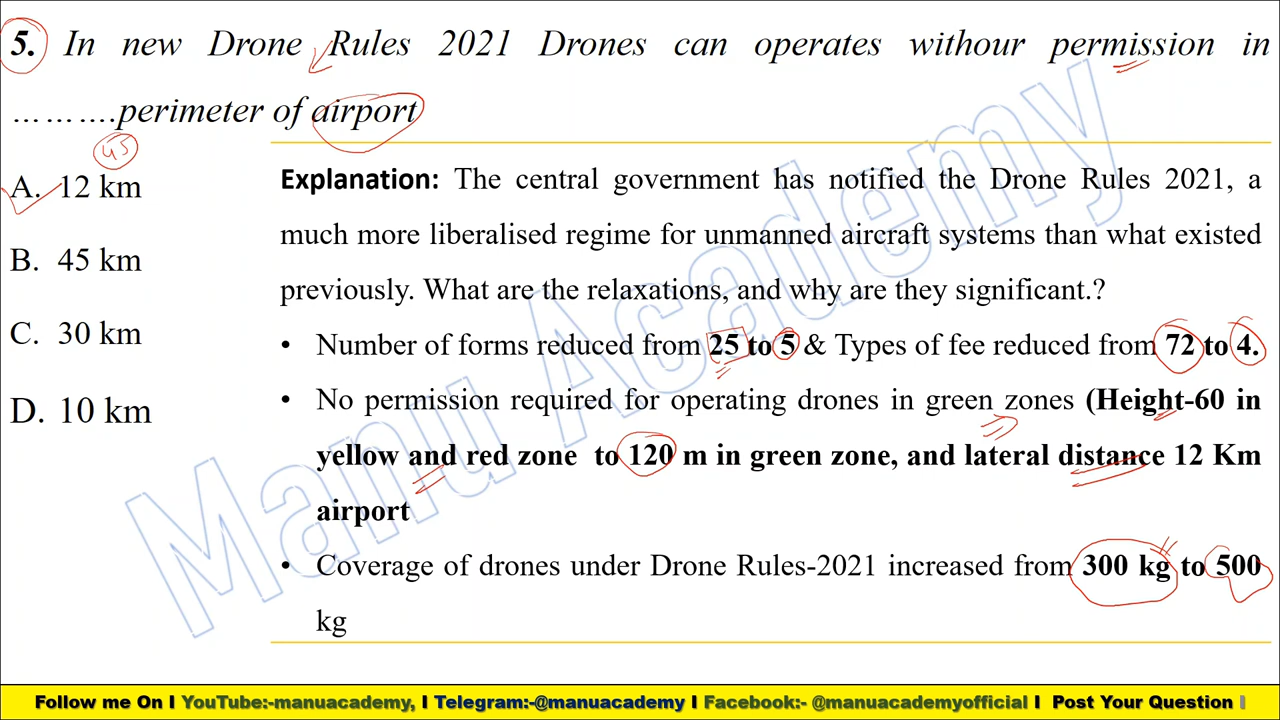 5. In new Drone Rules 2021 Drones can operates withour permission in
……….perimeter of airport
45
A. 12 km
B. 45 km
C. 30 km
D. 10 km
Explanation: The central government has notified the Drone Rules 2021, a
much more liberalised regime for unmanned aircraft systems than what existed
previously. What are the relaxations, and why are they significant.?
• Number of forms reduced from 25 to 5 & Types of fee reduced from 72 to 4.
• No permission required for operating drones in green zones (Height-60 in
yellow and red zone to 120 m in green zone, and lateral distance 12 Km
airport
• Coverage of drones under Drone Rules-2021 increased from 300 kg to 500
kg
Manu Academy
Follow me On I YouTube:-manuacademy, I Telegram:-@manuacademy I Facebook:- @manuacademyofficial I Post Your Question I